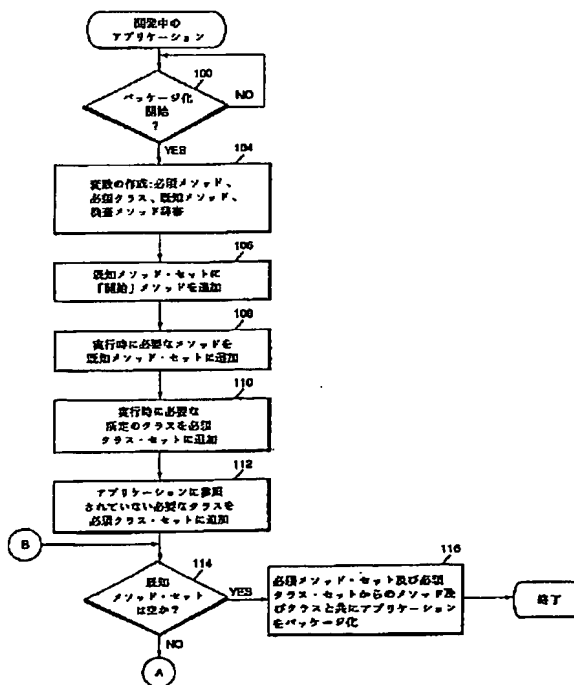 開発中の
アプリケーション
100
パッケージ化
開始
?
NO
YES
104
変数の作成:必須メソッド、
必須クラス、既知メソッド、
検査メソッド辞書
106
既知メソッド・セットに
「開始」メソッドを追加
108
実行時に必要なメソッドを
既知メソッド・セットに追加
110
実行時に必要な
所定のクラスを必須
クラス・セットに追加
112
アプリケーションに参照
されていない必要なクラスを
必須クラス・セットに追加
B
114
既知
メソッド・セット
は空か?
YES
116
必須メソッド・セット及び必須
クラス・セットからのメソッド及
びクラスと共にアプリケーション
をパッケージ化
終了
NO
A